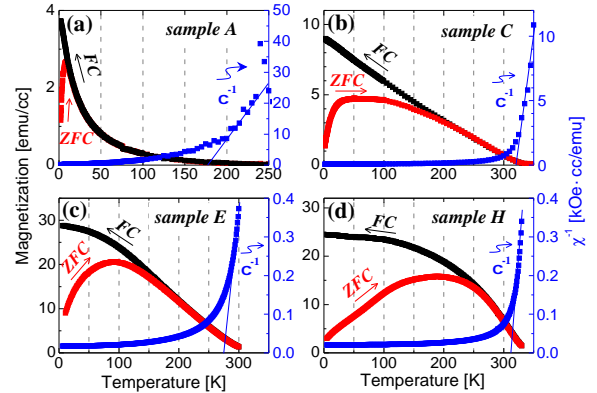 (a) sample A
FC
ZFC
C-1
4
2
0
0 50 100 150 200 250
50
40
30
20
10
0
(b) sample C
FC
ZFC
C-1
10
5
0
0 100 200 300
10
5
0
Magnetization [emu/cc]
(c) sample E
FC
ZFC
C-1
30
20
10
0
0 100 200 300
0.4
0.3
0.2
0.1
0.0
Temperature [K]
(d) sample H
FC
ZFC
C-1
30
20
10
0
0 100 200 300
0.4
0.3
0.2
0.1
0.0
Temperature [K]
χ-1 [kOe· cc/emu]